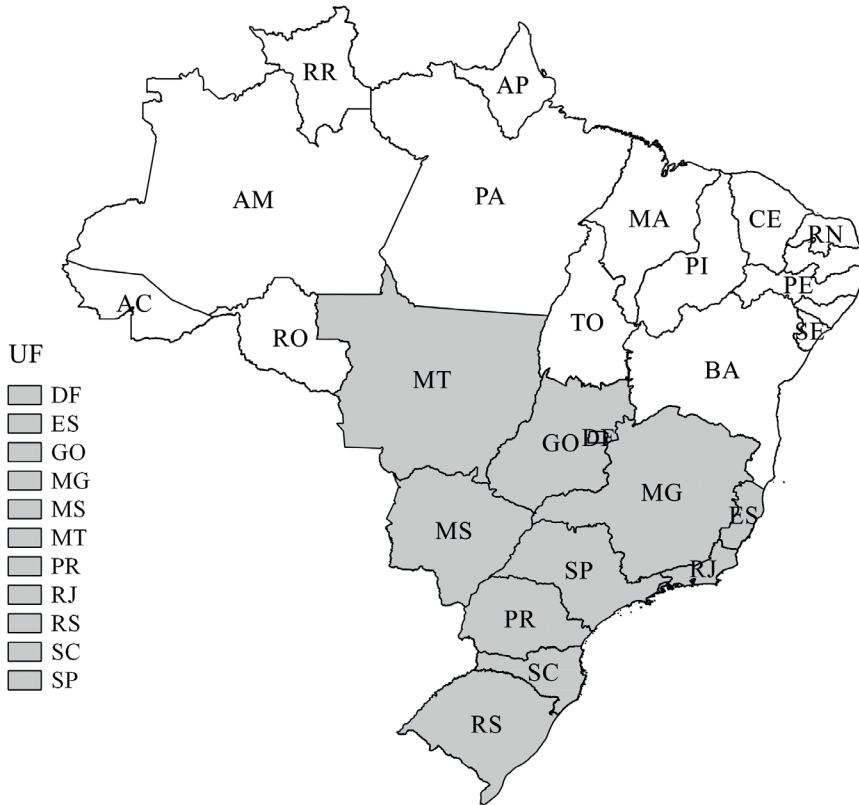 RR
AP
AM
PA
MA
CE
RN
PI
PE
AC
TO
SE
RO
BA
MT
GO
DF
MG
ES
MS
SP
RJ
PR
SC
RS
UF
DF
ES
GO
MG
MS
MT
PR
RJ
RS
SC
SP